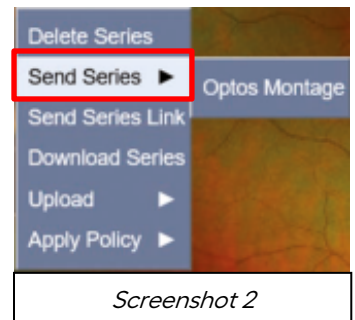 Delete Series
Send Series ▶
Optos Montage
Send Series Link
Download Series
Upload ▶
Apply Policy ▶
Screenshot 2